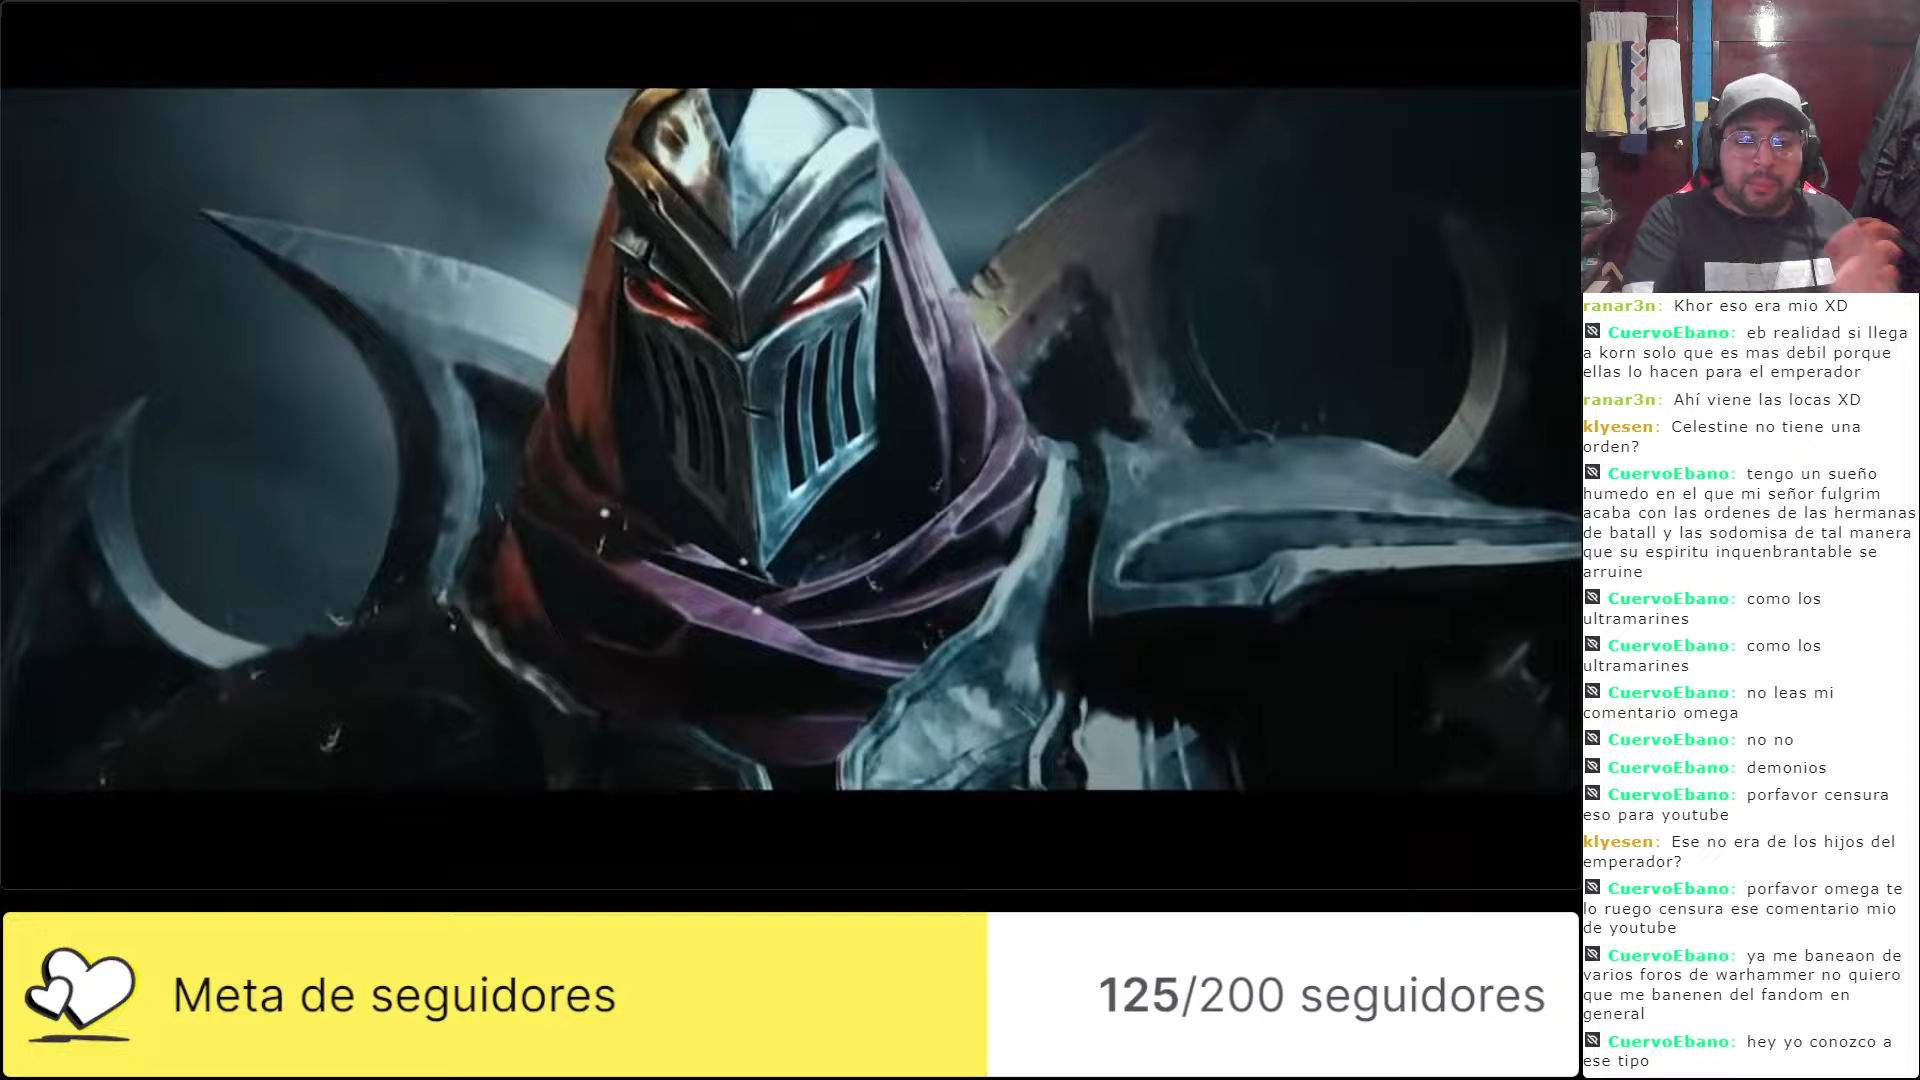 ranar3n: Khor eso era mio XD
CuervoEbano: eb realidad si llega
a korn solo que es mas debil porque
ellas lo hacen para el emperador
ranar3n: Ahí viene las locas XD
klyesen: Celestine no tiene una
orden?
CuervoEbano: tengo un sueño
humedo en el que mi señor fulgrim
acaba con las ordenes de las hermanas
de batall y las sodomisa de tal manera
que su espiritu inquenbrantable se
arruine
CuervoEbano: como los
ultramarines
CuervoEbano: como los
ultramarines
CuervoEbano: no leas mi
comentario omega
CuervoEbano: no no
CuervoEbano: demonios
CuervoEbano: porfavor censura
eso para youtube
klyesen: Ese no era de los hijos del
emperador?
CuervoEbano: porfavor omega te
lo ruego censura ese comentario mio
de youtube
CuervoEbano: ya me baneaon de
varios foros de warhammer no quiero
que me banenen del fandom en
general
CuervoEbano: hey yo conozco a
ese tipo
Meta de seguidores
125/200 seguidores